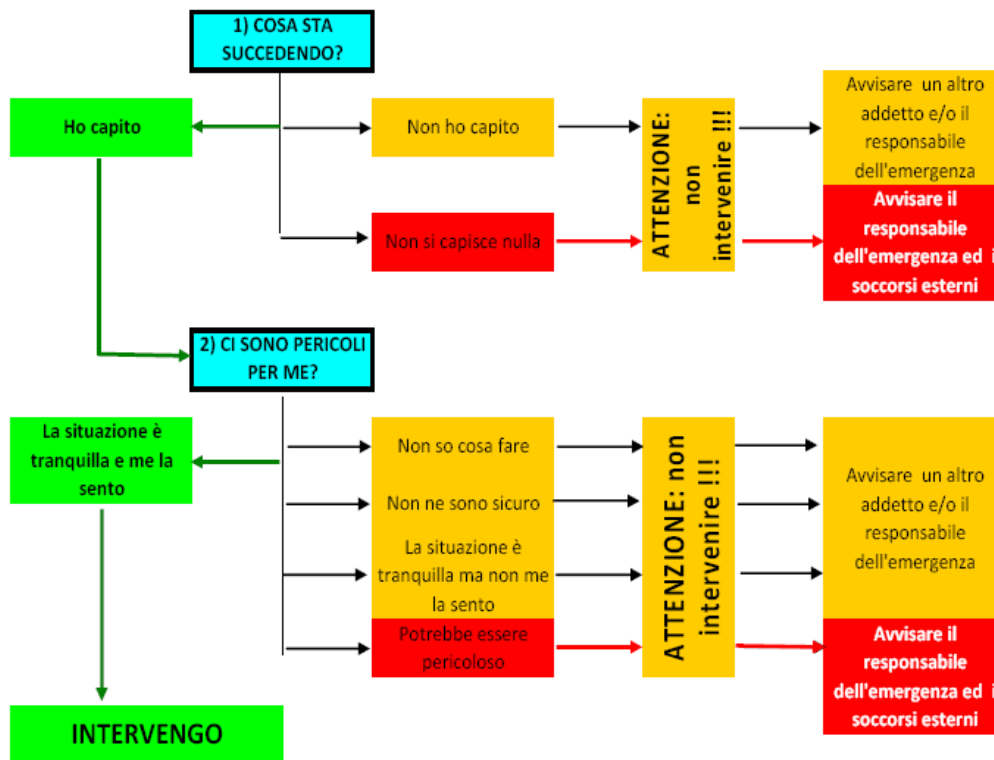 1) COSA STA
SUCCEDENDO?
Ho capito
Non ho capito
ATTENZIONE:
non
intervenire !!!
Avvisare un altro
addetto e/o il
responsabile
dell'emergenza
Non si capisce nulla
Avvisare il
responsabile
dell'emergenza ed i
soccorsi esterni
2) CI SONO PERICOLI
PER ME?
La situazione è
tranquilla e me la
sento
Non so cosa fare
Non ne sono sicuro
La situazione è
tranquilla ma non me
la sento
Potrebbe essere
pericoloso
ATTENZIONE: non
intervenire !!!
Avvisare un altro
addetto e/o il
responsabile
dell'emergenza
Avvisare il
responsabile
dell'emergenza ed i
soccorsi esterni
INTERVENGO